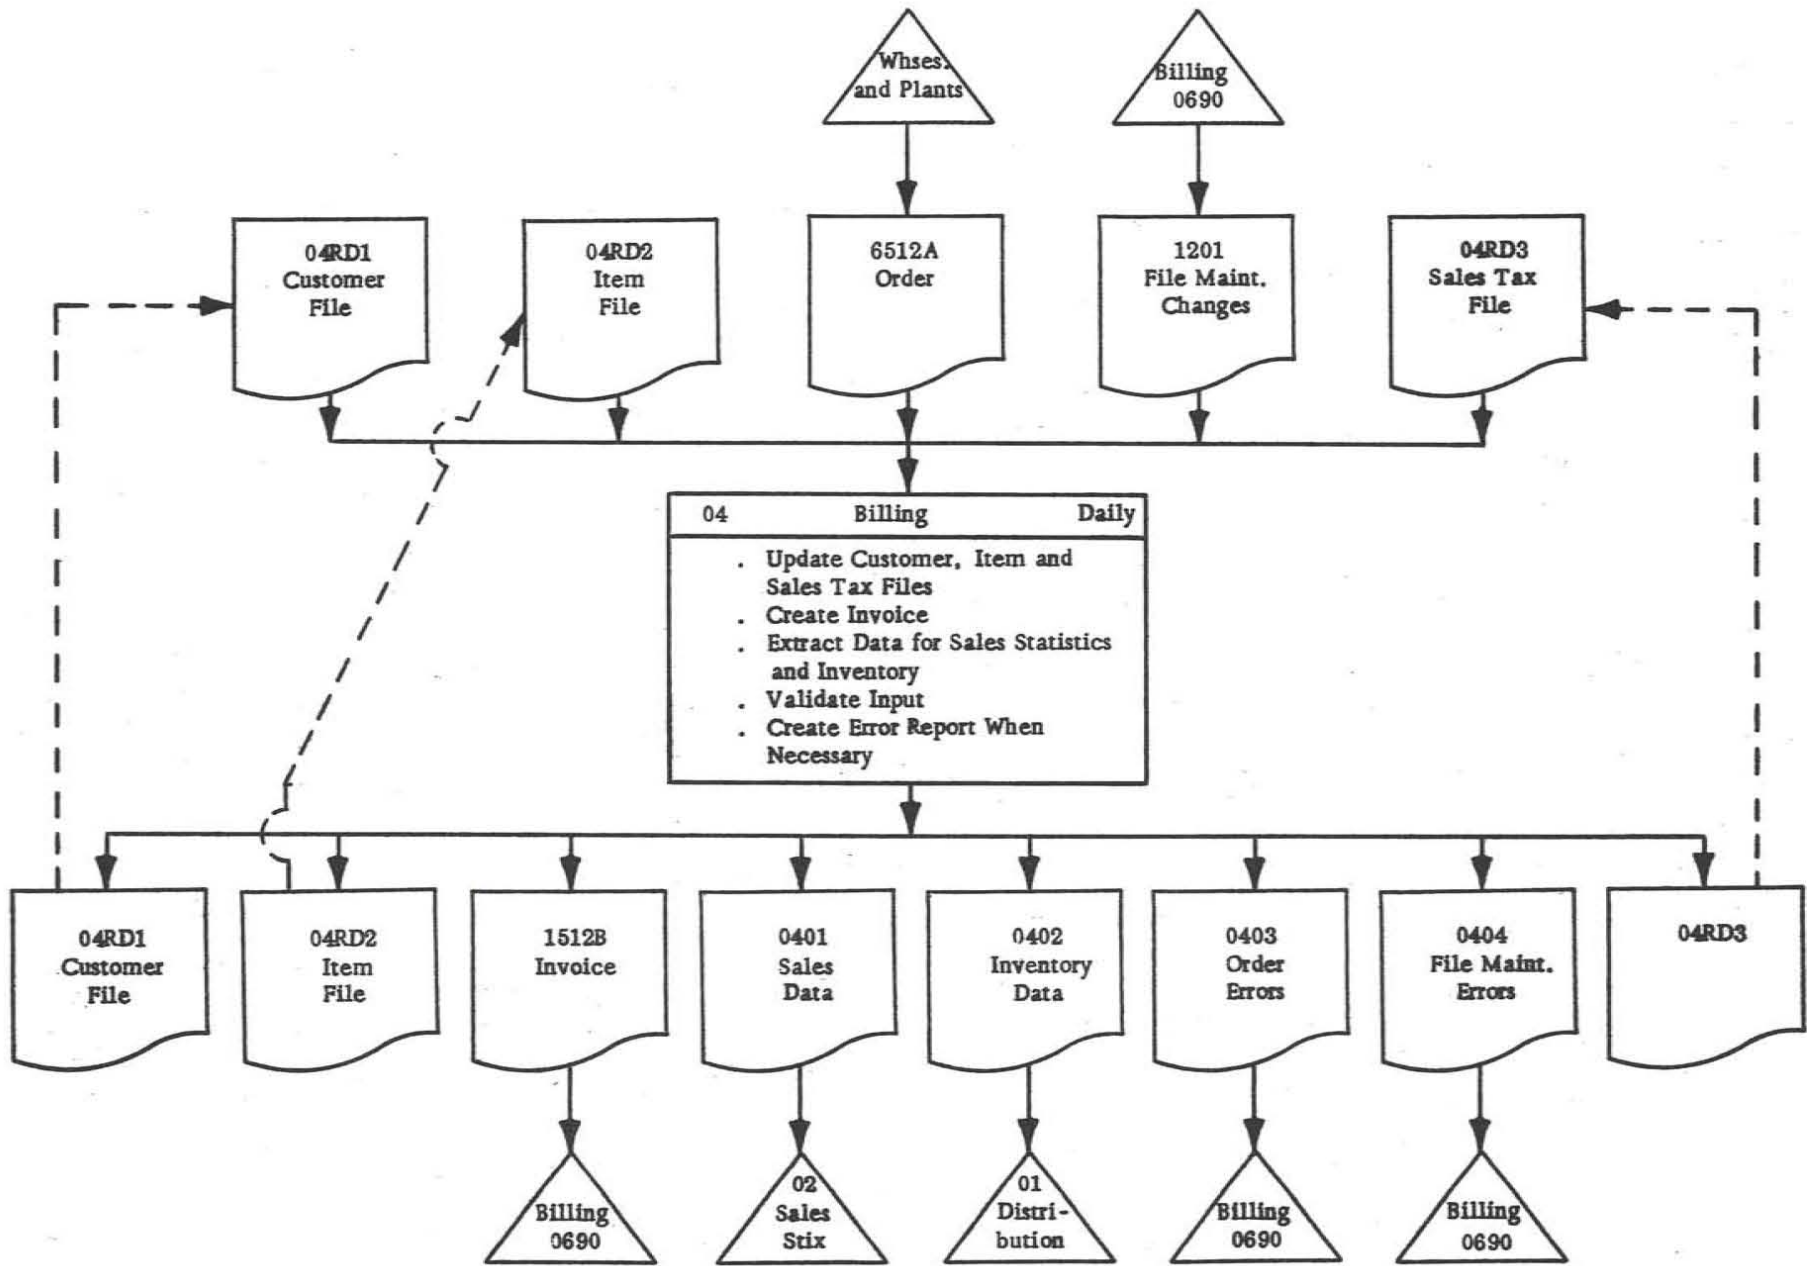 Whses.
and Plants
Billing
0690
04RD1
Customer
File
04RD2
Item
File
6512A
Order
1201
File Maint.
Changes
04RD3
Sales Tax
File
04 Billing Daily
. Update Customer, Item and
Sales Tax Files
. Create Invoice
. Extract Data for Sales Statistics
and Inventory
. Validate Input
. Create Error Report When
Necessary
04RD1
Customer
File
04RD2
Item
File
1512B
Invoice
0401
Sales
Data
0402
Inventory
Data
0403
Order
Errors
0404
File Maint.
Errors
04RD3
Billing
0690
02
Sales
Stix
01
Distri-
bution
Billing
0690
Billing
0690